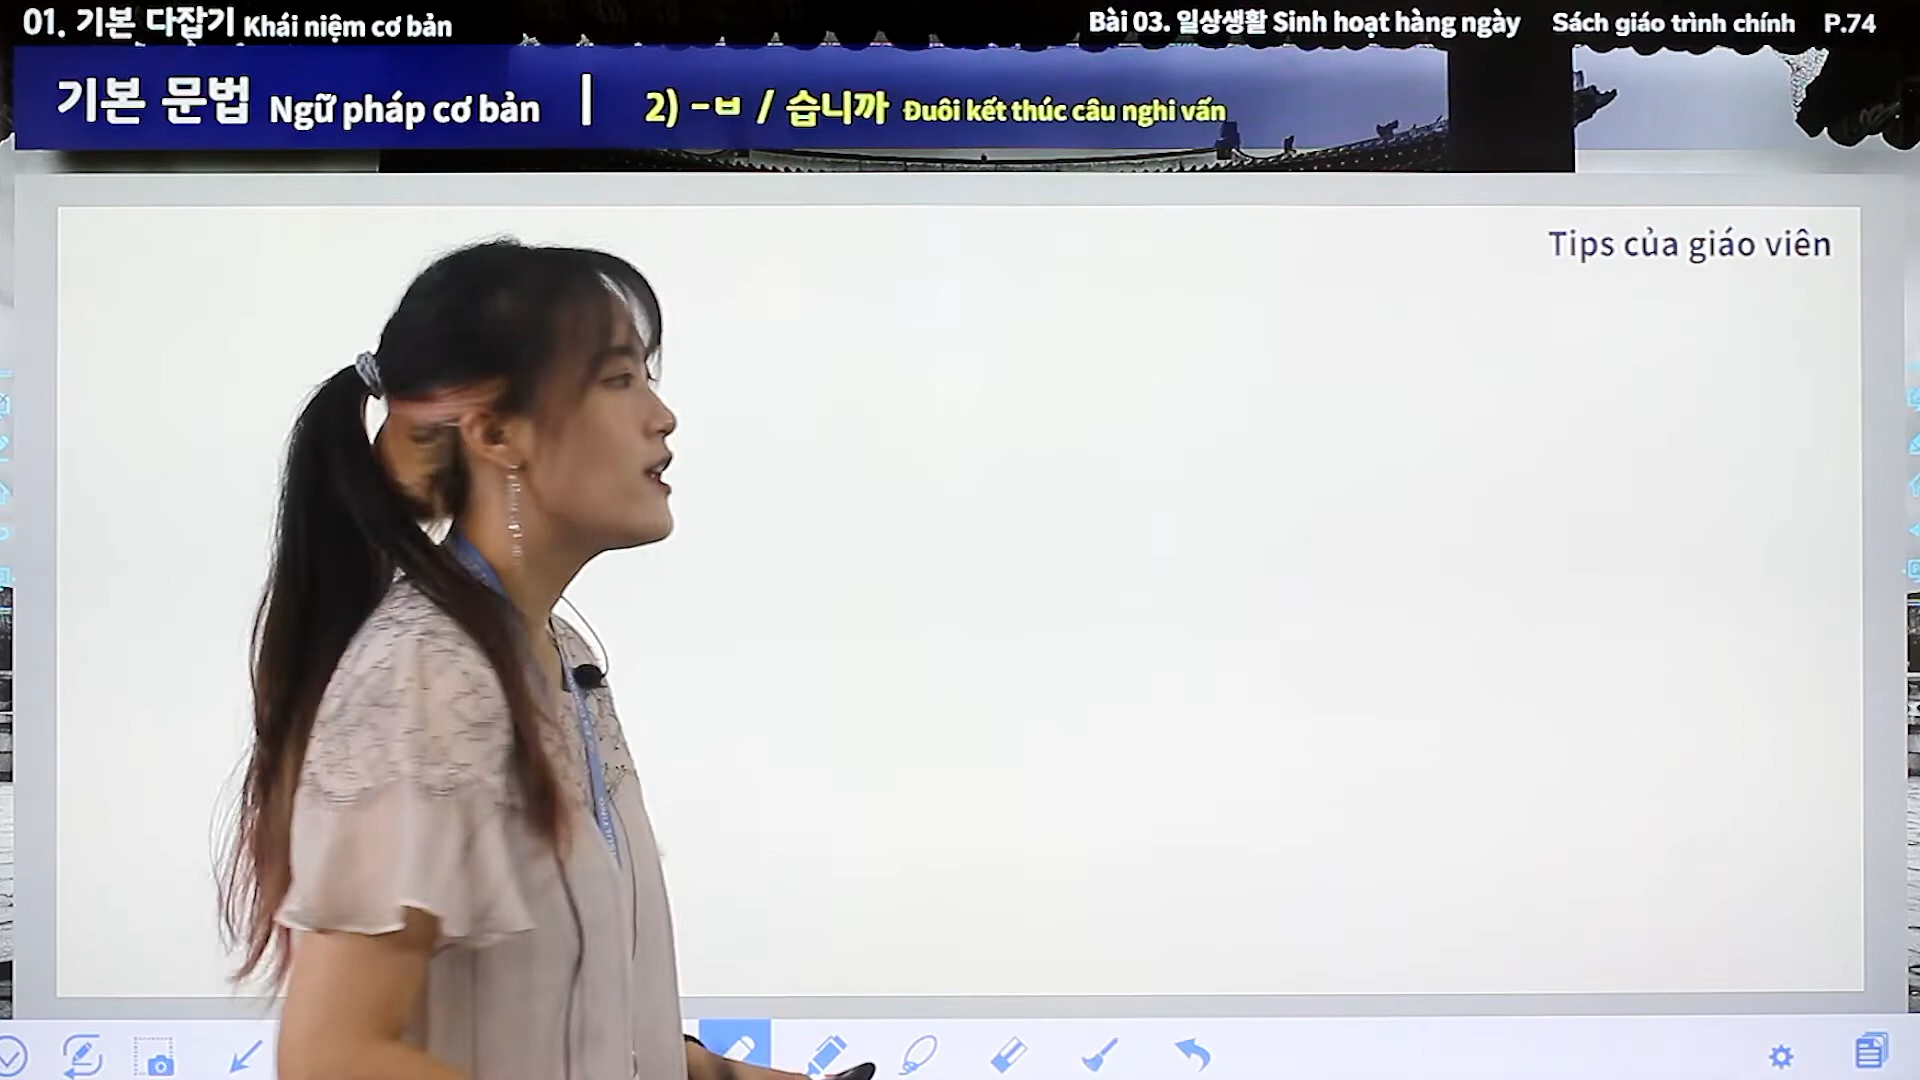 01. 기본 다잡기 Khái niệm cơ bản
Bài 03. 일상생활 Sinh hoạt hàng ngày Sách giáo trình chính P.74
기본 문법 Ngữ pháp cơ bản | 2) -ㅂ / 습니까 Đuôi kết thúc câu nghi vấn
Tips của giáo viên